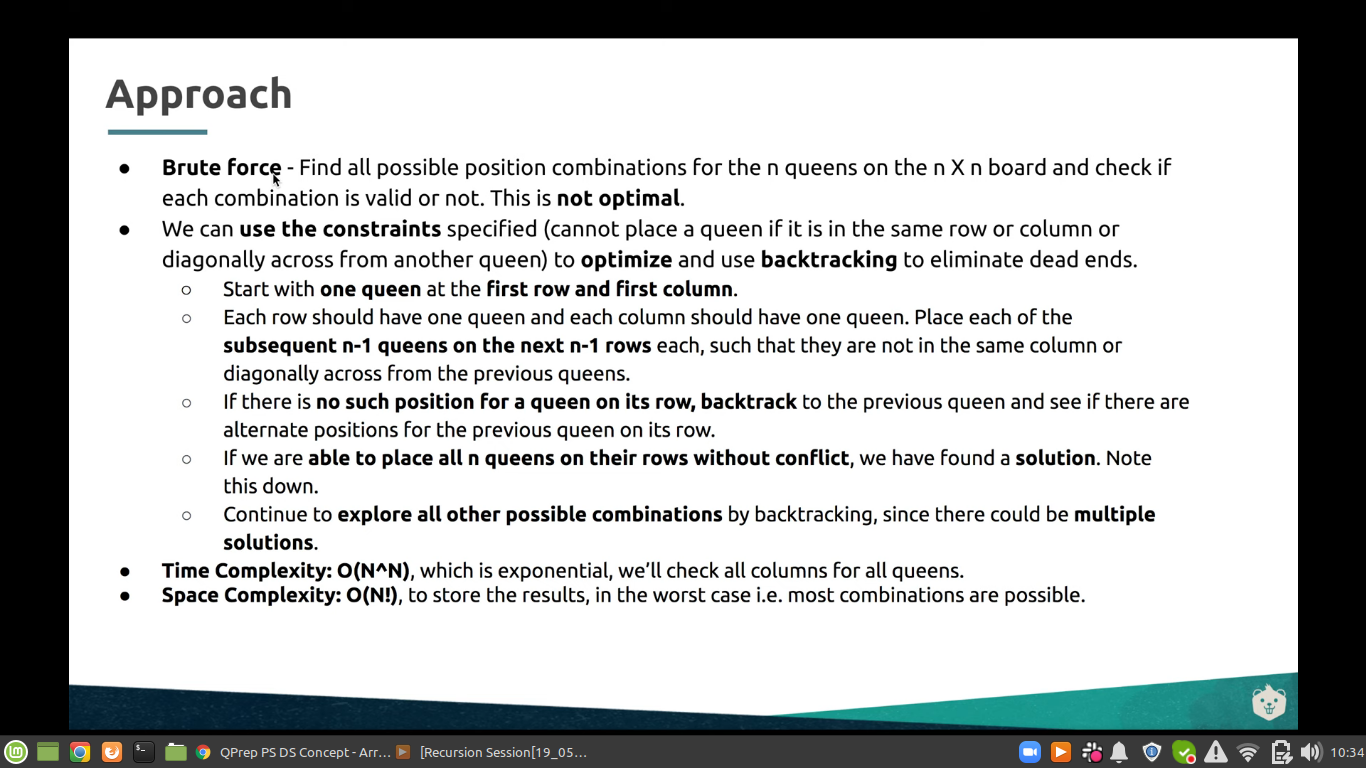 Approach
● Brute force - Find all possible position combinations for the n queens on the n X n board and check if
each combination is valid or not. This is not optimal.
● We can use the constraints specified (cannot place a queen if it is in the same row or column or
diagonally across from another queen) to optimize and use backtracking to eliminate dead ends.
○ Start with one queen at the first row and first column.
○ Each row should have one queen and each column should have one queen. Place each of the
subsequent n-1 queens on the next n-1 rows each, such that they are not in the same column or
diagonally across from the previous queens.
○ If there is no such position for a queen on its row, backtrack to the previous queen and see if there are
alternate positions for the previous queen on its row.
○ If we are able to place all n queens on their rows without conflict, we have found a solution. Note
this down.
○ Continue to explore all other possible combinations by backtracking, since there could be multiple
solutions.
● Time Complexity: O(N^N), which is exponential, we'll check all columns for all queens.
● Space Complexity: O(N!), to store the results, in the worst case i.e. most combinations are possible.
QPrep PS DS Concept - Arr... [Recursion Session[19_05... 10:34